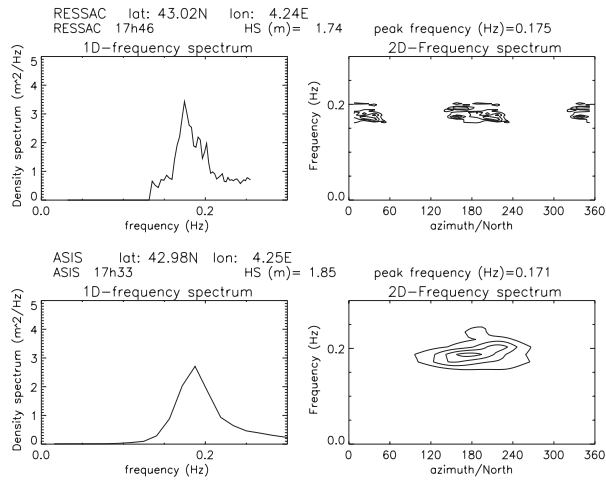 RESSAC lat: 43.02N lon: 4.24E
RESSAC 17h46 HS (m)= 1.74 peak frequency (Hz)=0.175
1D-frequency spectrum 2D-Frequency spectrum
Density spectrum (m^2/Hz)
5
4
3
2
1
0
0.0 0.2
frequency (Hz)
Frequency (Hz)
0.2
0.0
0 60 120 180 240 300 360
azimuth/North
ASIS lat: 42.98N lon: 4.25E
ASIS 17h33 HS (m)= 1.85 peak frequency (Hz)=0.171
1D-frequency spectrum 2D-Frequency spectrum
Density spectrum (m^2/Hz)
5
4
3
2
1
0
0.0 0.2
frequency (Hz)
Frequency (Hz)
0.2
0.0
0 60 120 180 240 300 360
azimuth/North